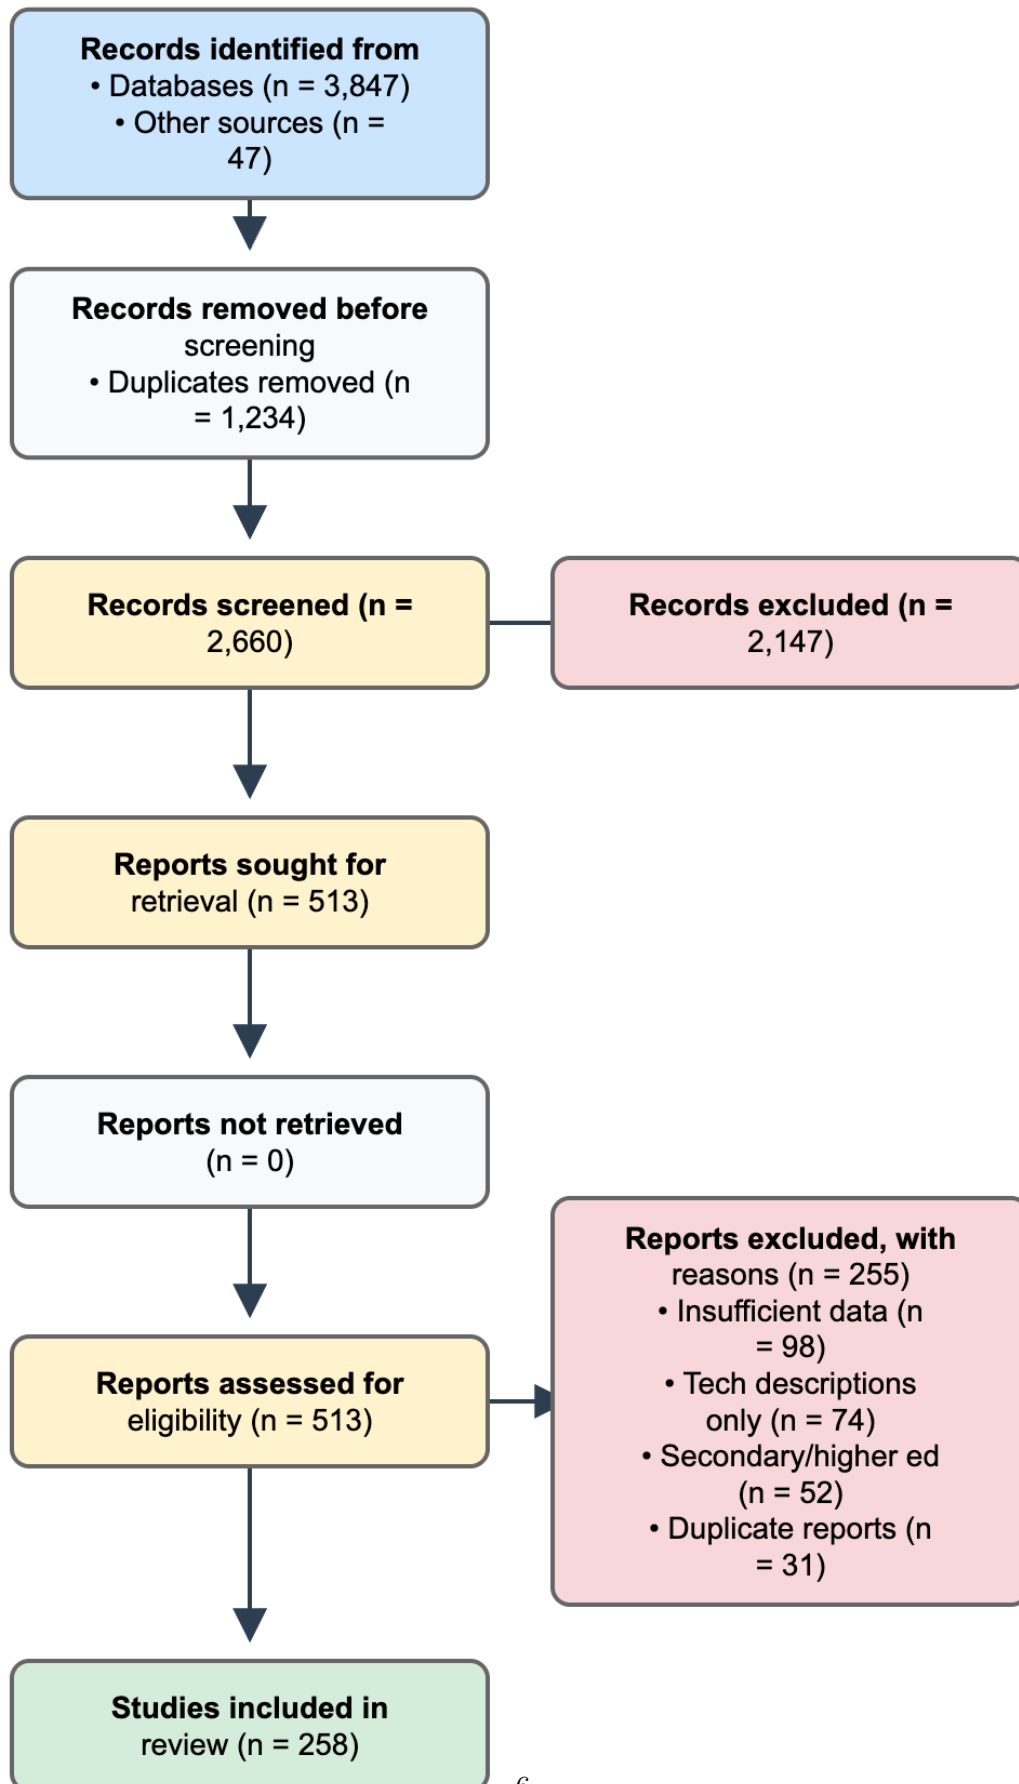 Records identified from
• Databases (n = 3,847)
• Other sources (n =
47)
Records removed before
screening
• Duplicates removed (n
= 1,234)
Records screened (n =
2,660)
Records excluded (n =
2,147)
Reports sought for
retrieval (n = 513)
Reports not retrieved
(n = 0)
Reports assessed for
eligibility (n = 513)
Reports excluded, with
reasons (n = 255)
• Insufficient data (n
= 98)
• Tech descriptions
only (n = 74)
• Secondary/higher ed
(n = 52)
• Duplicate reports (n
= 31)
Studies included in
review (n = 258)